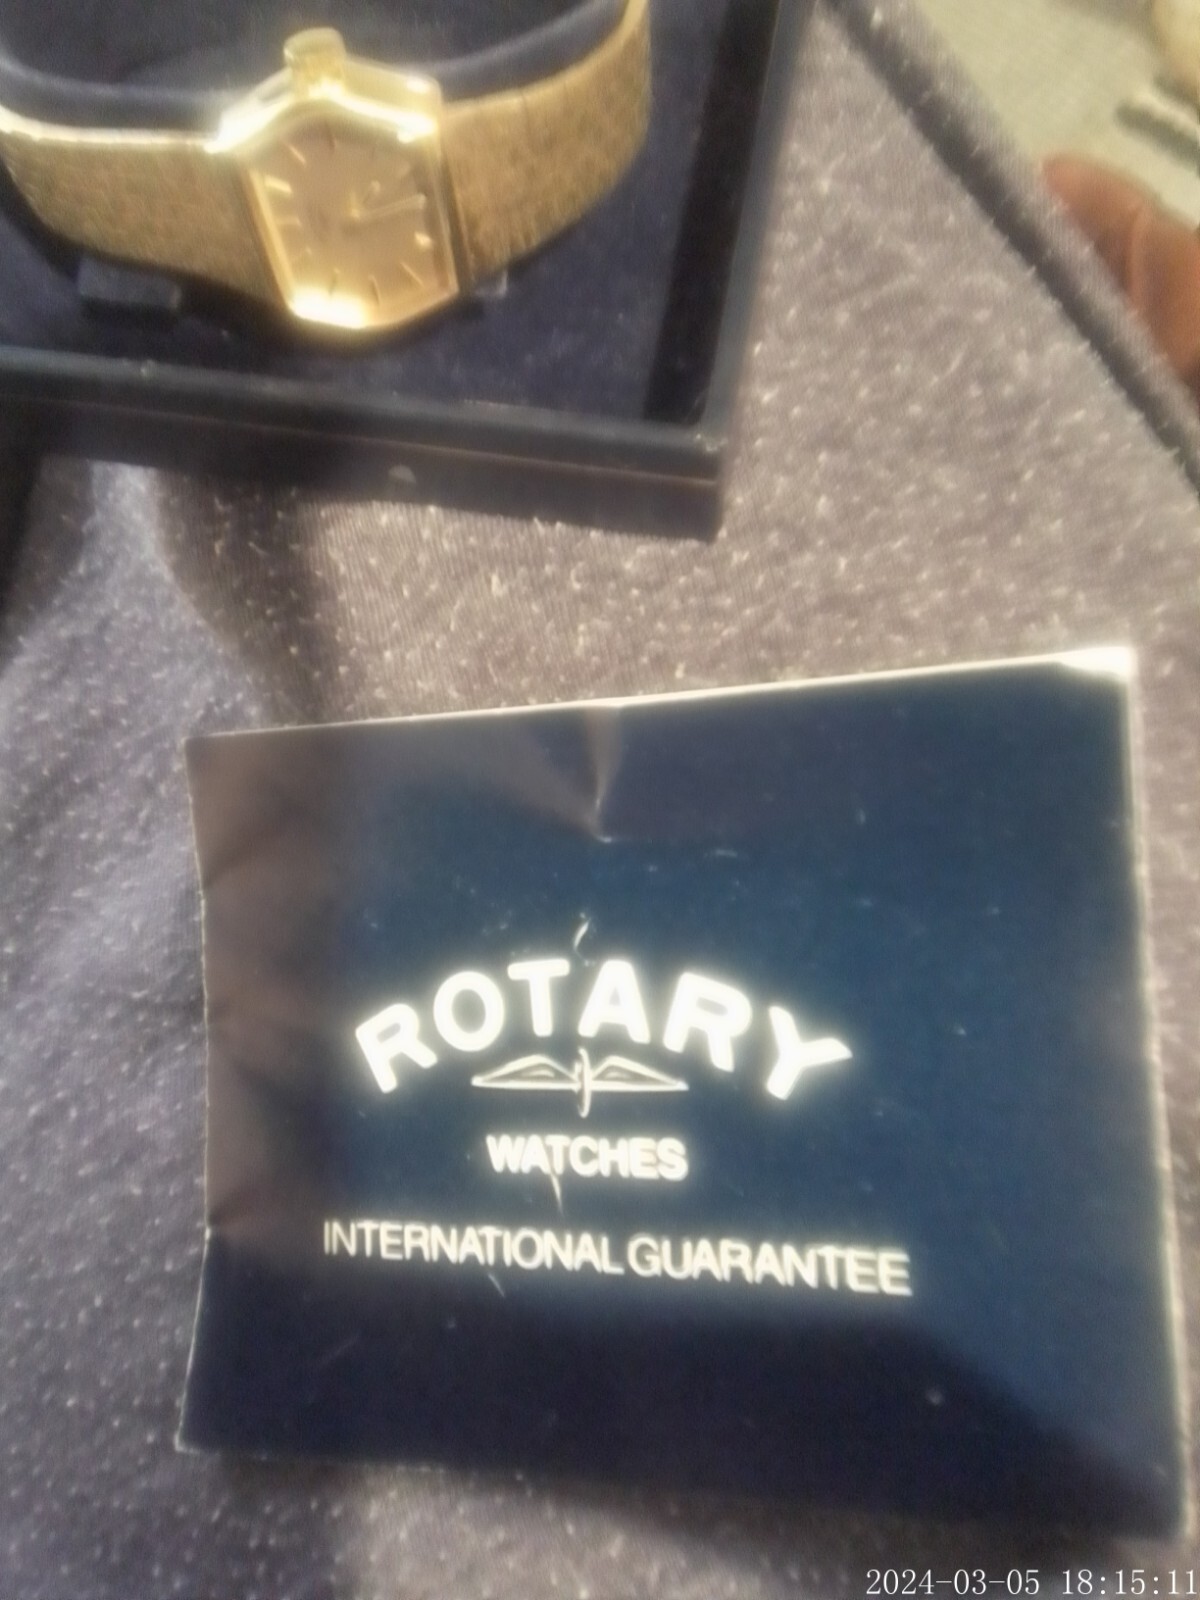 ROTARY
WATCHES
INTERNATIONAL GUARANTEE
2024-03-05 18:15:11